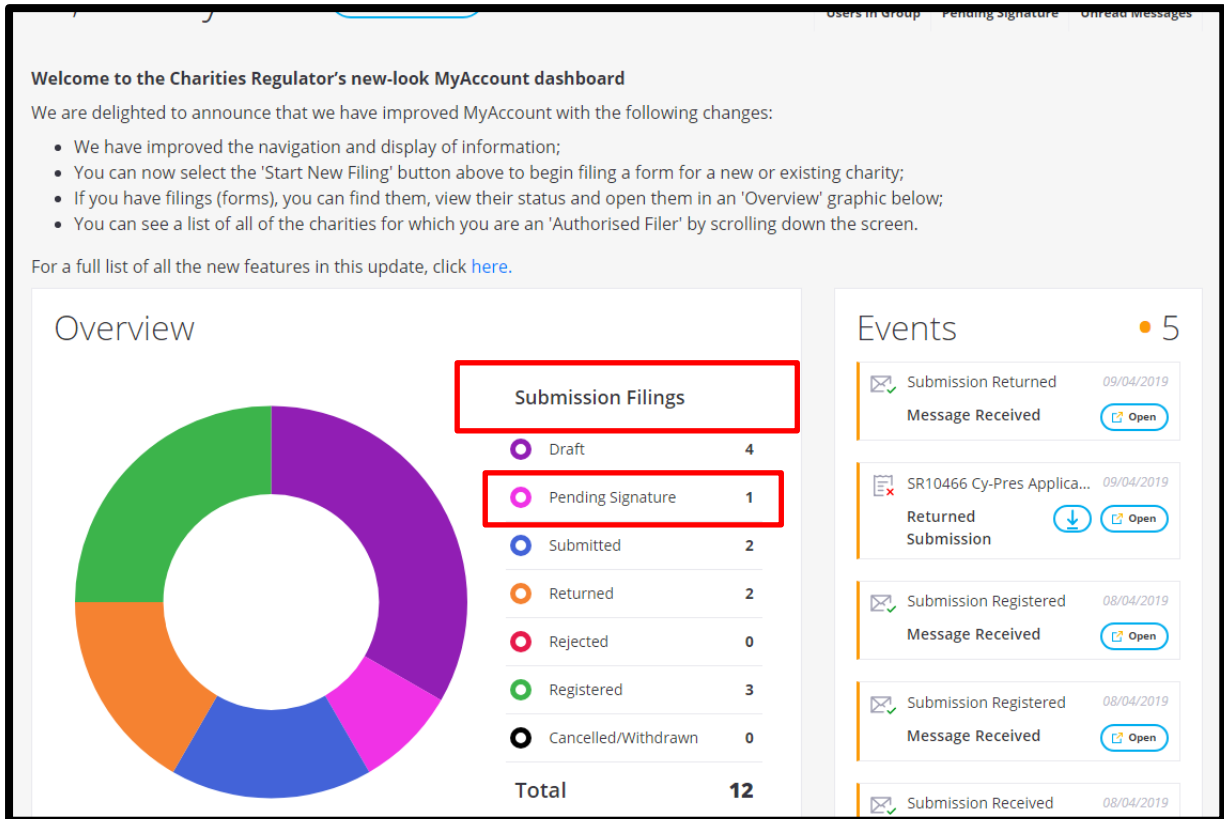 Users in Group Pending Signature Unread Messages
Welcome to the Charities Regulator's new-look MyAccount dashboard
We are delighted to announce that we have improved MyAccount with the following changes:
• We have improved the navigation and display of information;
• You can now select the 'Start New Filing' button above to begin filing a form for a new or existing charity;
• If you have filings (forms), you can find them, view their status and open them in an 'Overview' graphic below;
• You can see a list of all of the charities for which you are an 'Authorised Filer' by scrolling down the screen.
For a full list of all the new features in this update, click here.
Overview
Submission Filings
Draft 4
Pending Signature 1
Submitted 2
Returned 2
Rejected 0
Registered 3
Cancelled/Withdrawn 0
Total 12
Events 5
Submission Returned 09/04/2019
Message Received Open
SR10466 Cy-Pres Applica... 09/04/2019
Returned Open
Submission
Submission Registered 08/04/2019
Message Received Open
Submission Registered 08/04/2019
Message Received Open
Submission Received 08/04/2019